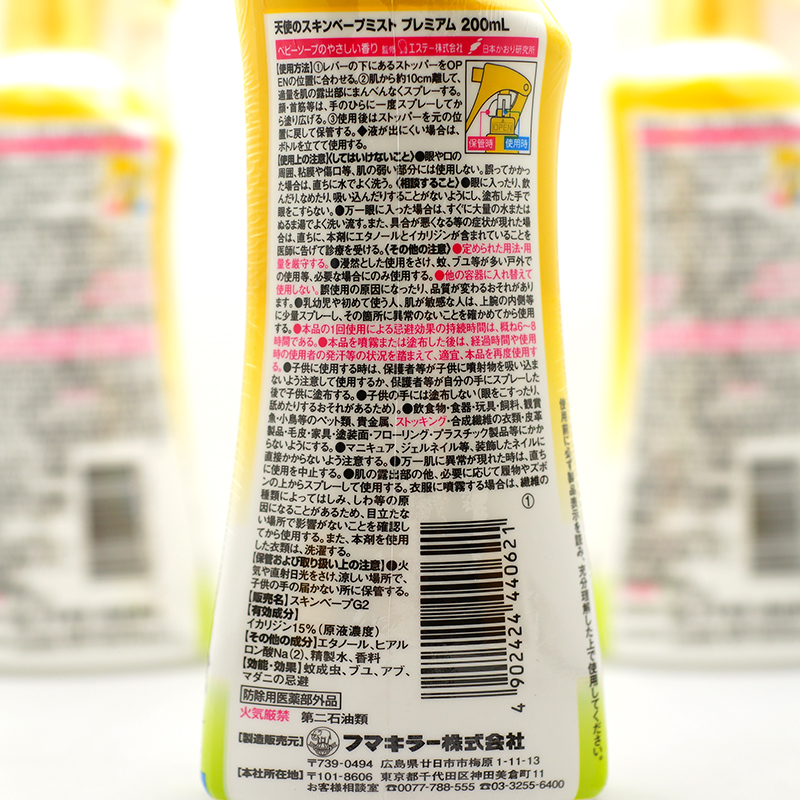 天使のスキンベープミスト プレミアム 200mL
ベビーソープのやさしい香り 監修 エステー株式会社 日本かおり研究所
【使用方法】①レバーの下にあるストッパーをOP
ENの位置に合わせる。②肌から約10cm離して、
適量を肌の露出部にまんべんなくスプレーする。
顔・首筋等は、手のひらに一度スプレーしてか
ら塗り広げる。③使用後はストッパーを元の位
置に戻して保管する。◆液が出にくい場合は、
ボトルを立てて使用する。
OPEN
保管時 使用時
【使用上の注意】〈してはいけないこと〉●眼や口の
周囲、粘膜や傷口等、肌の弱い部分には使用しない。誤ってかかっ
た場合は、直ちに水でよく洗う。〈相談すること〉●眼に入ったり、飲
んだり、なめたり、吸い込んだりすることがないようにし、塗布した手で
眼をこすらない。●万一眼に入った場合は、すぐに大量の水または
ぬるま湯でよく洗い流す。また、具合が悪くなる等の症状が現れた場
合は、直ちに、本剤にエタノールとイカリジンが含まれていることを
医師に告げて診療を受ける。〈その他の注意〉●定められた用法・用
量を厳守する。●漫然とした使用をさけ、蚊、ブユ等が多い戸外で
の使用等、必要な場合にのみ使用する。●他の容器に入れ替えて
使用しない。誤使用の原因になったり、品質が変わるおそれがあり
ます。●乳幼児や初めて使う人、肌が敏感な人は、上腕の内側等
に少量スプレーし、その箇所に異常のないことを確かめてから使用
する。●本品の1回使用による忌避効果の持続時間は、概ね6～8
時間である。●本品を噴霧または塗布した後は、経過時間や使用
時の使用者の発汗等の状況を踏まえて、適宜、本品を再度使用す
る。●子供に使用する時は、保護者等が子供に噴射物を吸い込ま
ないよう注意して使用するか、保護者等が自分の手にスプレーした
後で子供に塗布する。●子供の手には塗布しない（眼をこすったり、
舐めたりするおそれがあるため）。●飲食物・食器・玩具・飼料、観賞
魚・小鳥等のペット類、貴金属、ストッキング・合成繊維の衣類・皮革
製品・毛皮・家具・塗装面・フローリング・プラスチック製品等にかか
らないようにする。●マニキュア、ジェルネイル等、装飾したネイルに
直接かからないよう注意する。❶万一肌に異常が現れた時は、直ち
に使用を中止する。●肌の露出部の他、必要に応じて履物やズボ
ンの上からスプレーして使用する。衣服に噴霧する場合は、繊維の
種類によってはしみ、しわ等の原
因になることがあるため、目立たな
い場所で影響がないことを確認し
てから使用する。また、本剤を使用
した衣類は、洗濯する。
①
【保管および取り扱い上の注意】❶火
気や直射日光をさけ、涼しい場所で、
子供の手の届かない所に保管する。
【販売名】スキンベープG2
【有効成分】
イカリジン15%（原液濃度）
【その他の成分】エタノール、ヒアル
ロン酸Na（2）、精製水、香料
【効能・効果】蚊成虫、ブユ、アブ、
マダニの忌避
防除用医薬部外品
火気厳禁 第二石油類
4 902424 440621
【製造販売元】フマキラー株式会社
〒739-0494 広島県廿日市市梅原1-11-13
【本社所在地】〒101-8606 東京都千代田区神田美倉町11
お客様相談室 ☎0077-788-555 ☎03-3255-6400
使用前に必ず製品表示を読み、充分理解した上で使用してください。